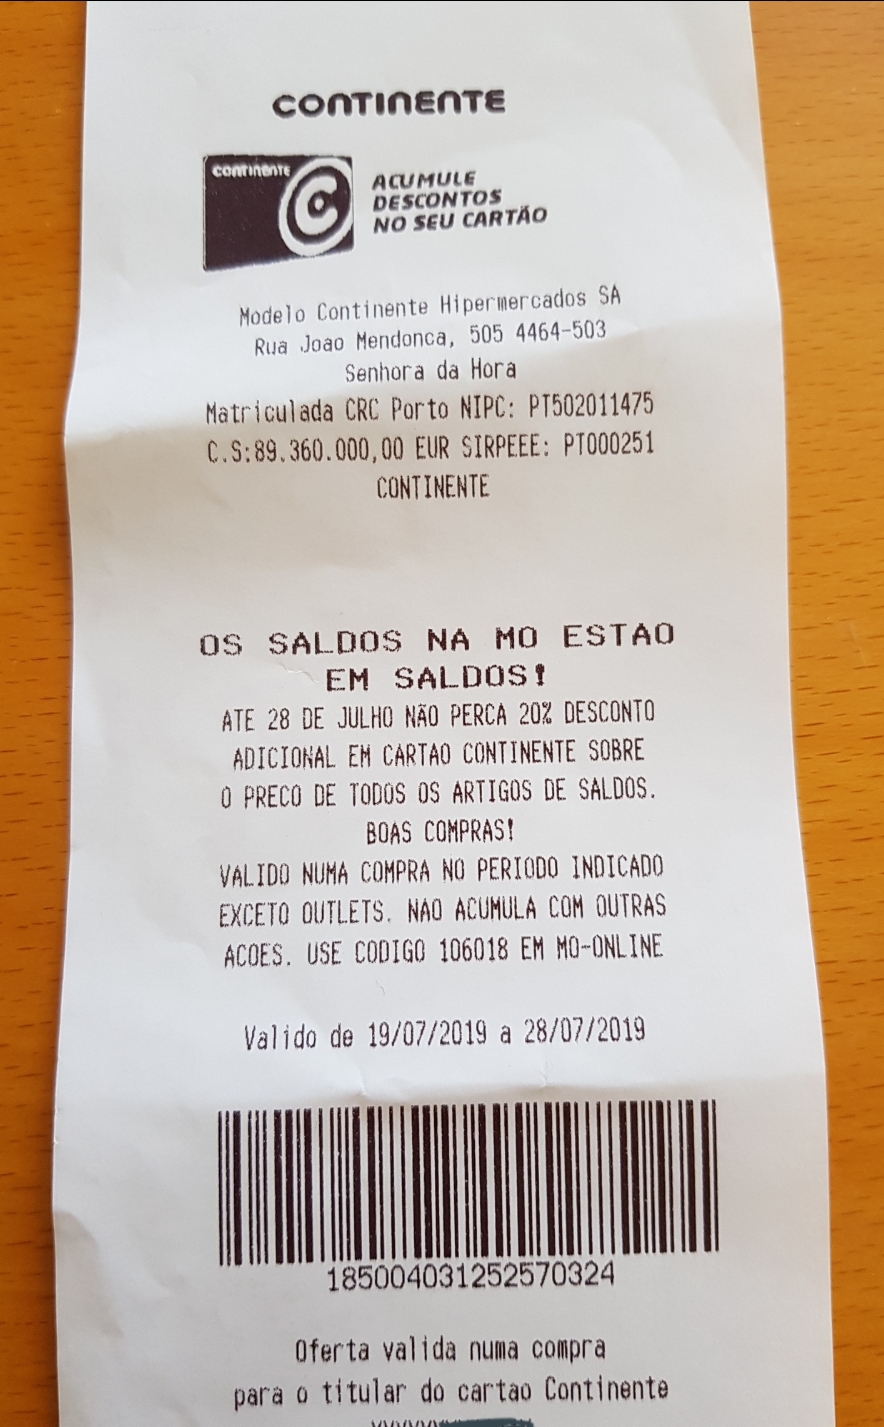 CONTINENTE
CONTINENTE
ACUMULE
DESCONTOS
NO SEU CARTÃO
Modelo Continente Hipermercados SA
Rua Joao Mendonca, 505 4464-503
Senhora da Hora
Matriculada CRC Porto NIPC: PT502011475
C.S:89.360.000,00 EUR SIRPEEE: PT000251
CONTINENTE
OS SALDOS NA MO ESTAO
EM SALDOS!
ATE 28 DE JULHO NÃO PERCA 20% DESCONTO
ADICIONAL EM CARTAO CONTINENTE SOBRE
O PRECO DE TODOS OS ARTIGOS DE SALDOS.
BOAS COMPRAS!
VALIDO NUMA COMPRA NO PERIODO INDICADO
EXCETO OUTLETS. NAO ACUMULA COM OUTRAS
ACOES. USE CODIGO 106018 EM MO-ONLINE
Valido de 19/07/2019 a 28/07/2019
185004031252570324
Oferta valida numa compra
para o titular do cartao Continente